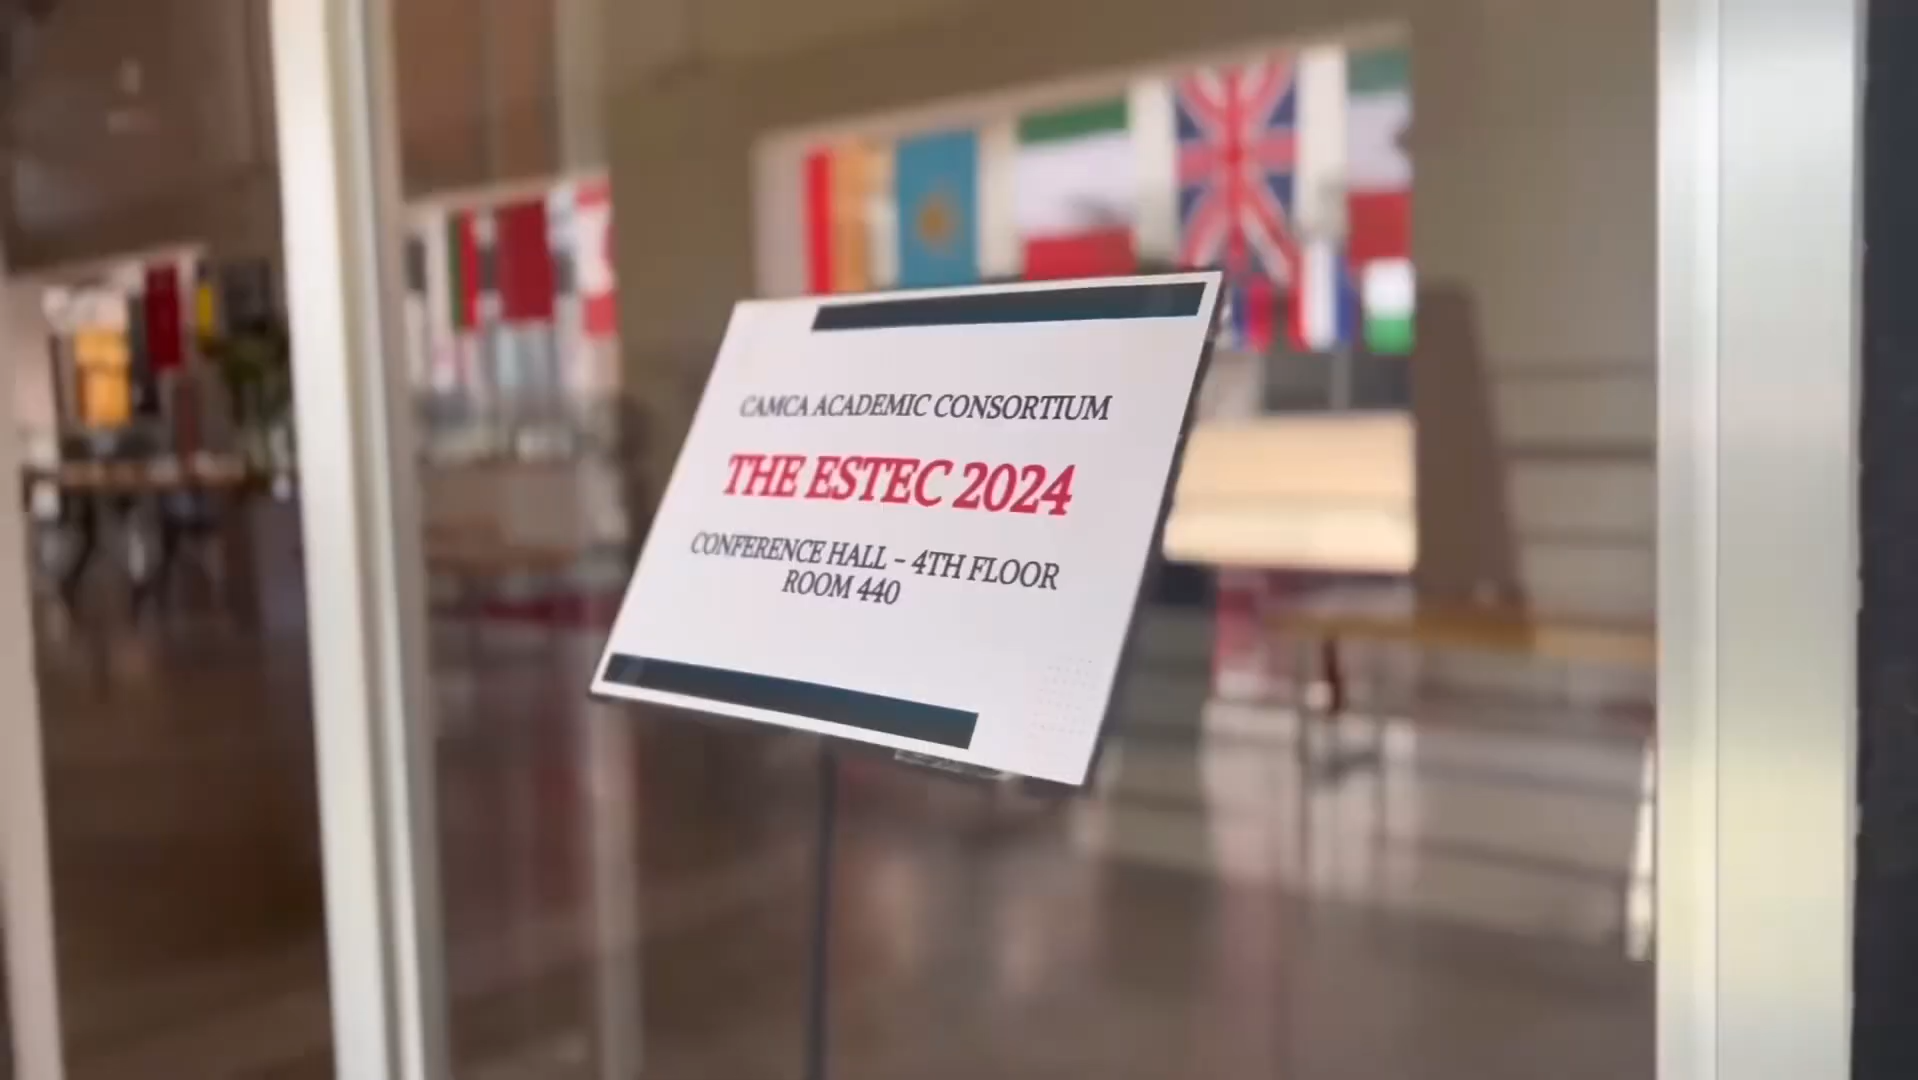 CAMCA ACADEMIC CONSORTIUM
THE ESTEC 2024
CONFERENCE HALL – 4TH FLOOR
ROOM 440